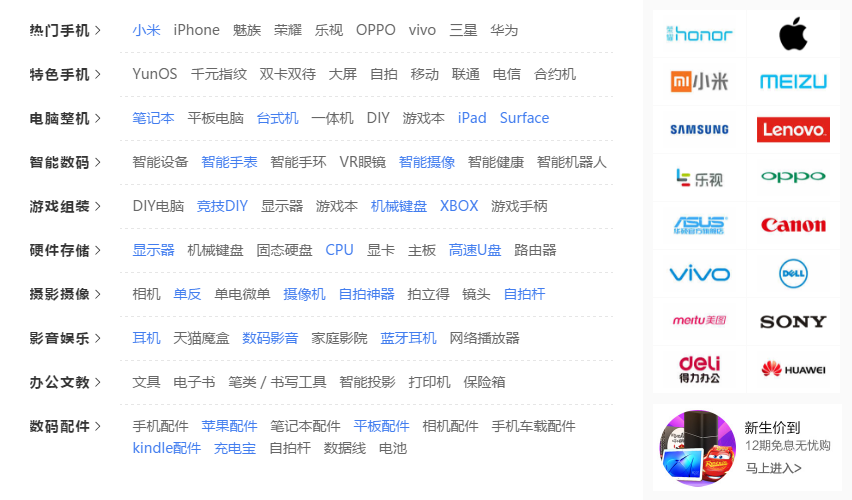 热门手机 > 小米 iPhone 魅族 荣耀 乐视 OPPO vivo 三星 华为
特色手机 > YunOS 千元指纹 双卡双待 大屏 自拍 移动 联通 电信 合约机
电脑整机 > 笔记本 平板电脑 台式机 一体机 DIY 游戏本 iPad Surface
智能数码 > 智能设备 智能手表 智能手环 VR眼镜 智能摄像 智能健康 智能机器人
游戏组装 > DIY电脑 竞技DIY 显示器 游戏本 机械键盘 XBOX 游戏手柄
硬件存储 > 显示器 机械键盘 固态硬盘 CPU 显卡 主板 高速U盘 路由器
摄影摄像 > 相机 单反 单电微单 摄像机 自拍神器 拍立得 镜头 自拍杆
影音娱乐 > 耳机 天猫魔盒 数码影音 家庭影院 蓝牙耳机 网络播放器
办公文教 > 文具 电子书 笔类 / 书写工具 智能投影 打印机 保险箱
数码配件 > 手机配件 苹果配件 笔记本配件 平板配件 相机配件 手机车载配件
kindle配件 充电宝 自拍杆 数据线 电池
荣耀 honor
mi 小米 MEIZU
SAMSUNG Lenovo
乐视 oppo
ASUS
华硕官方旗舰店 Canon
vivo DELL
meitu 美图 SONY
deli
得力办公 HUAWEI
新生价到
12期免息无忧购
马上进入>